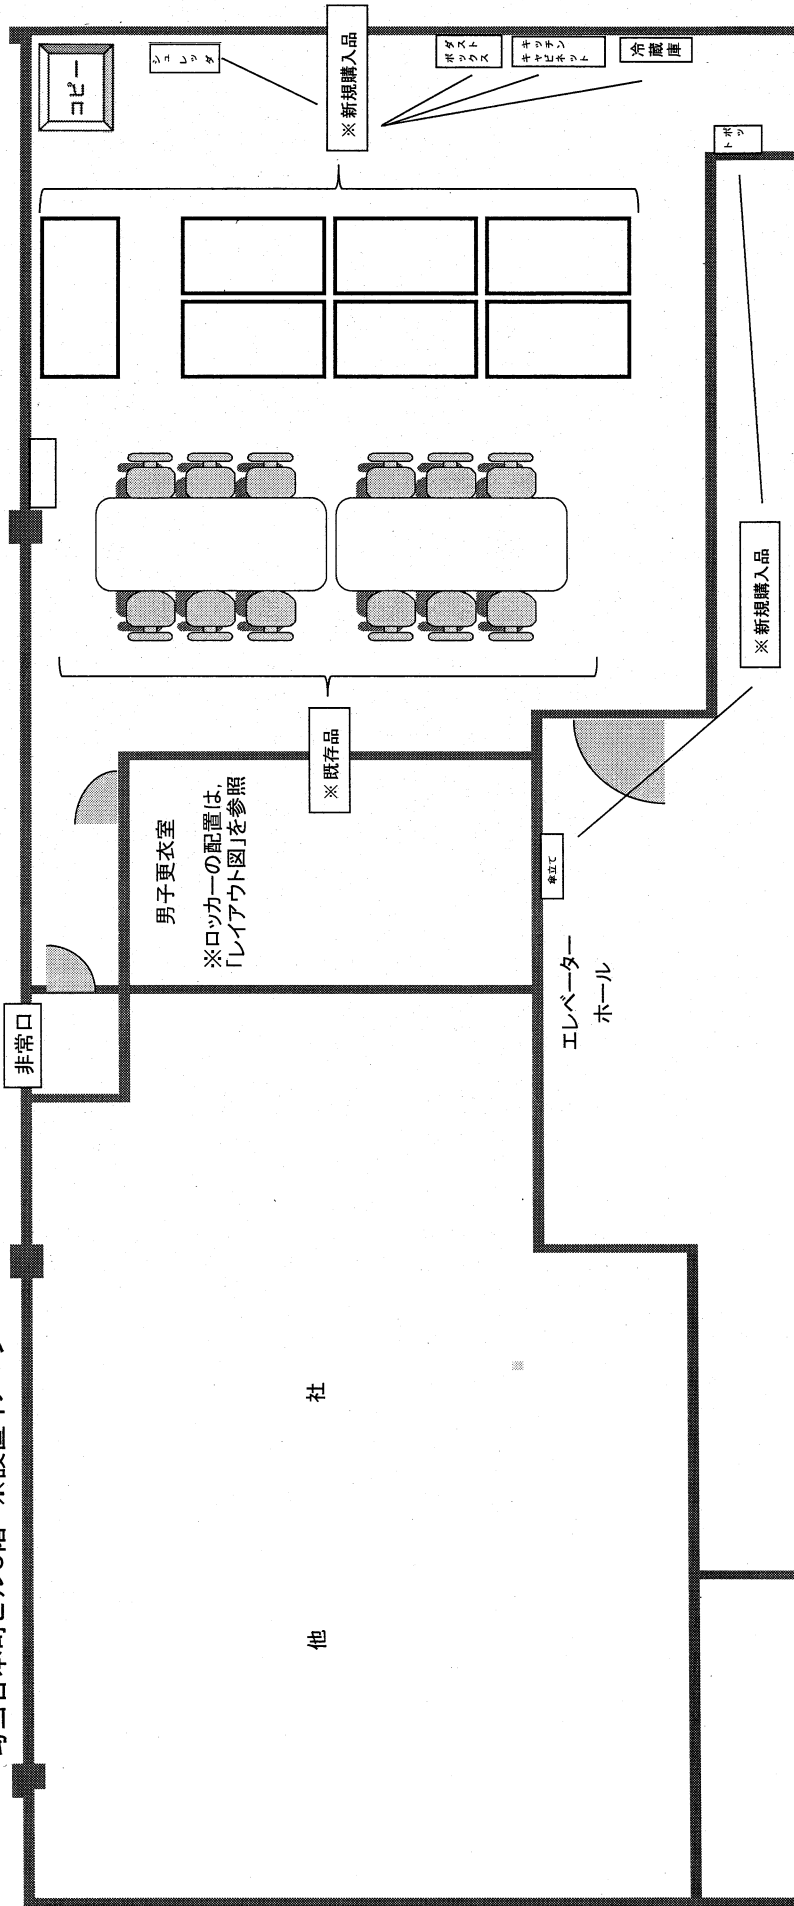 コピー
シュレッダ
※新規購入品
ダスト
ボックス
キッチン
キャビネット
冷蔵庫
ポット
※新規購入品
※既存品
男子更衣室
※ロッカーの配置は,
「レイアウト図」を参照
傘立て
エレベーター
ホール
非常口
他 社